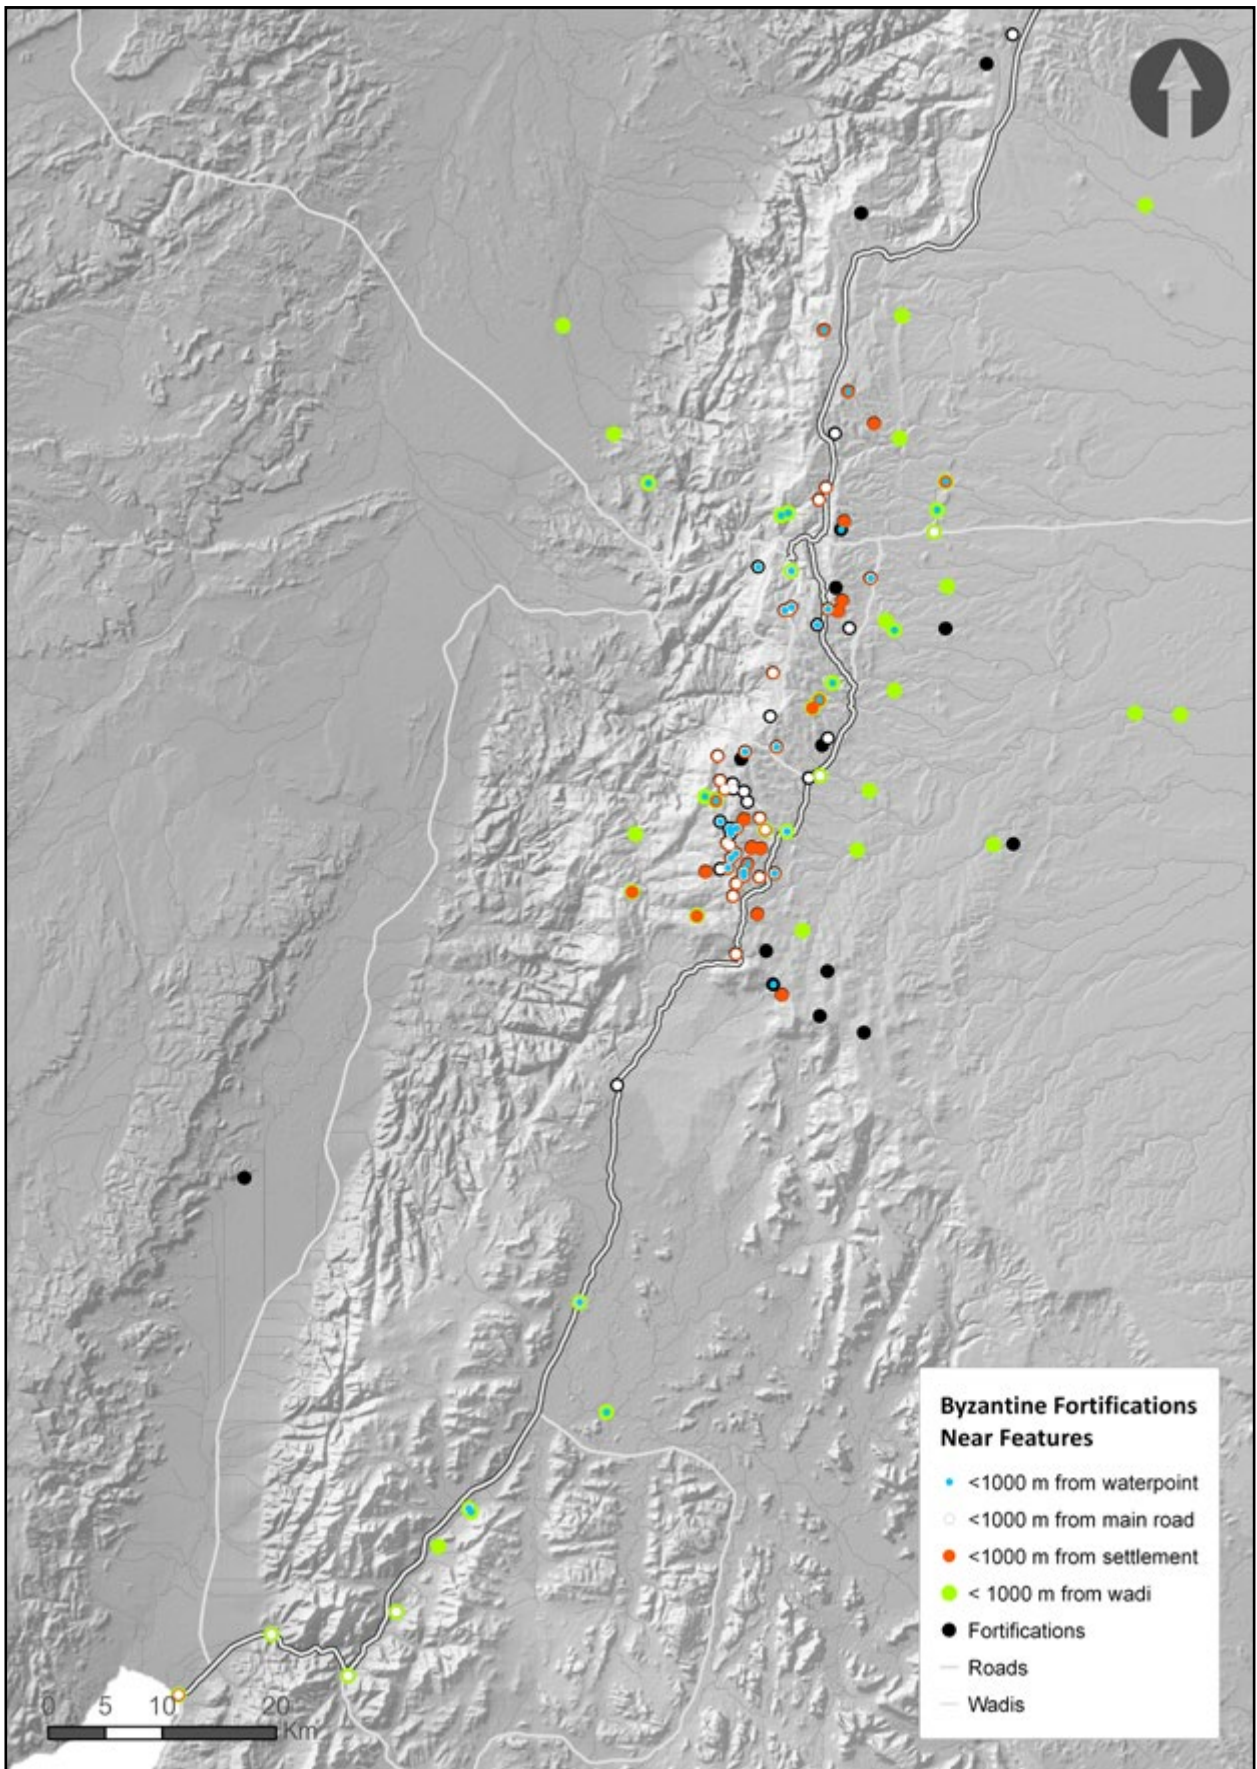 Byzantine Fortifications
Near Features
<1000 m from waterpoint
<1000 m from main road
<1000 m from settlement
< 1000 m from wadi
Fortifications
Roads
Wadis
0 5 10 20
Km